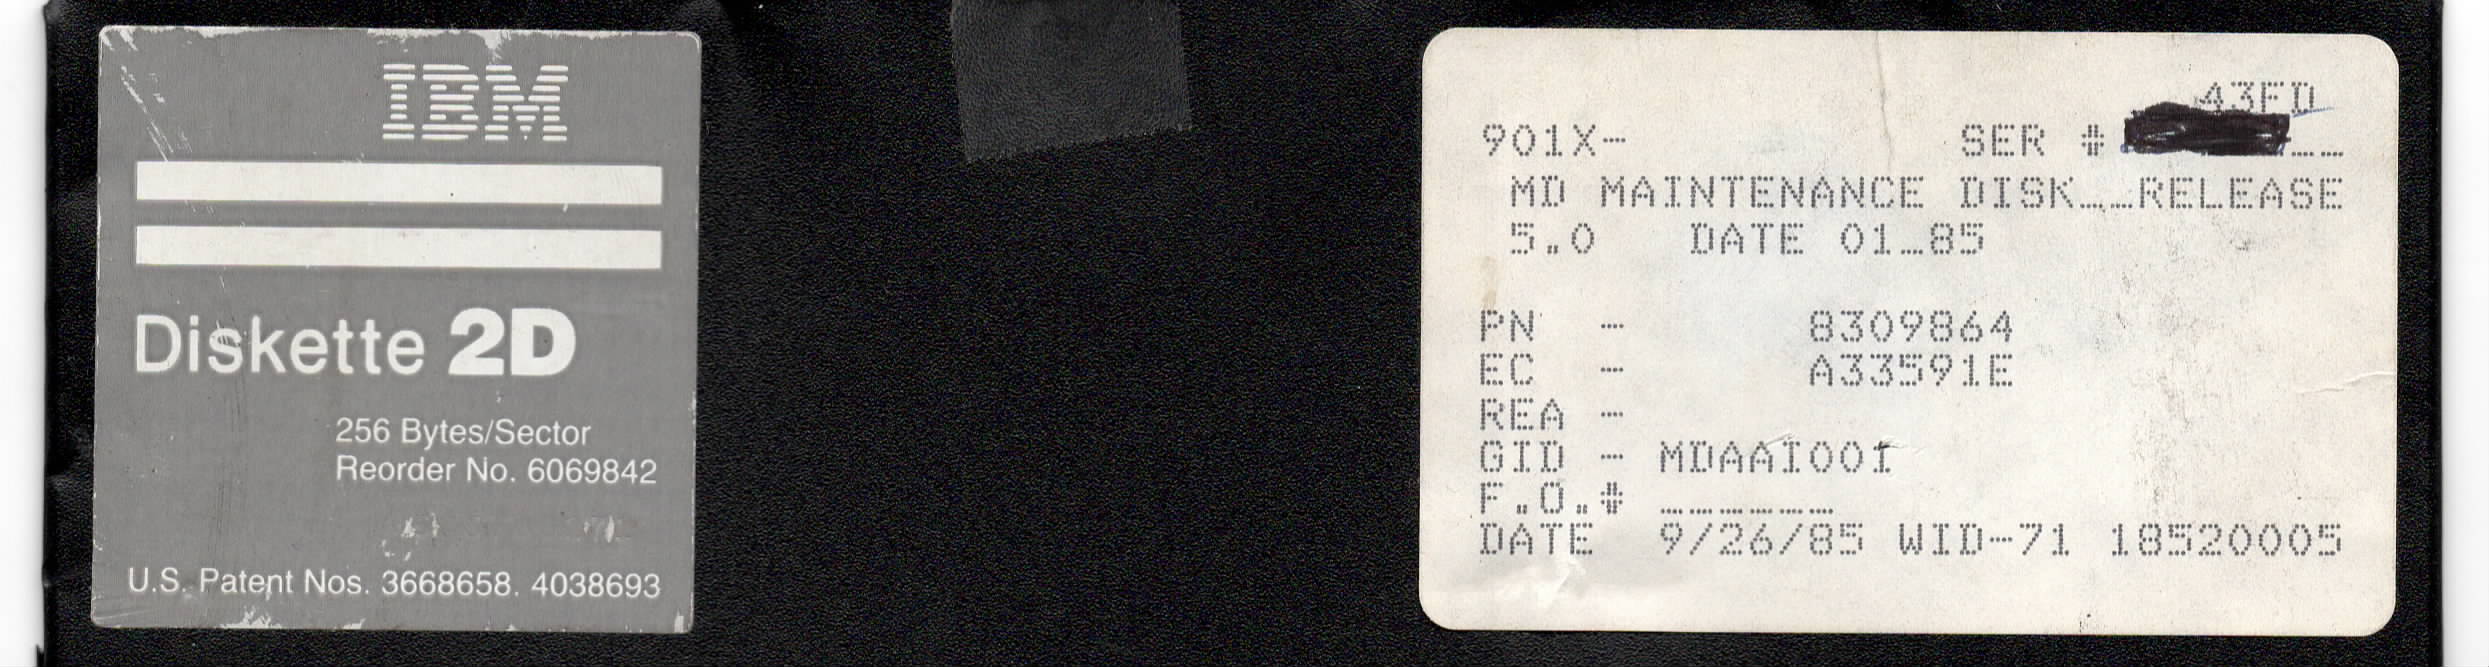 IBM
Diskette 2D
256 Bytes/Sector
Reorder No. 6069842
U.S. Patent Nos. 3668658. 4038693
43FD
901X- SER #
MD MAINTENANCE DISK__RELEASE
5.0 DATE 01_85
PN - 8309864
EC - A33591E
REA -
GID - MDAAI001
F.O.# ______
DATE 9/26/85 WID-71 18520005